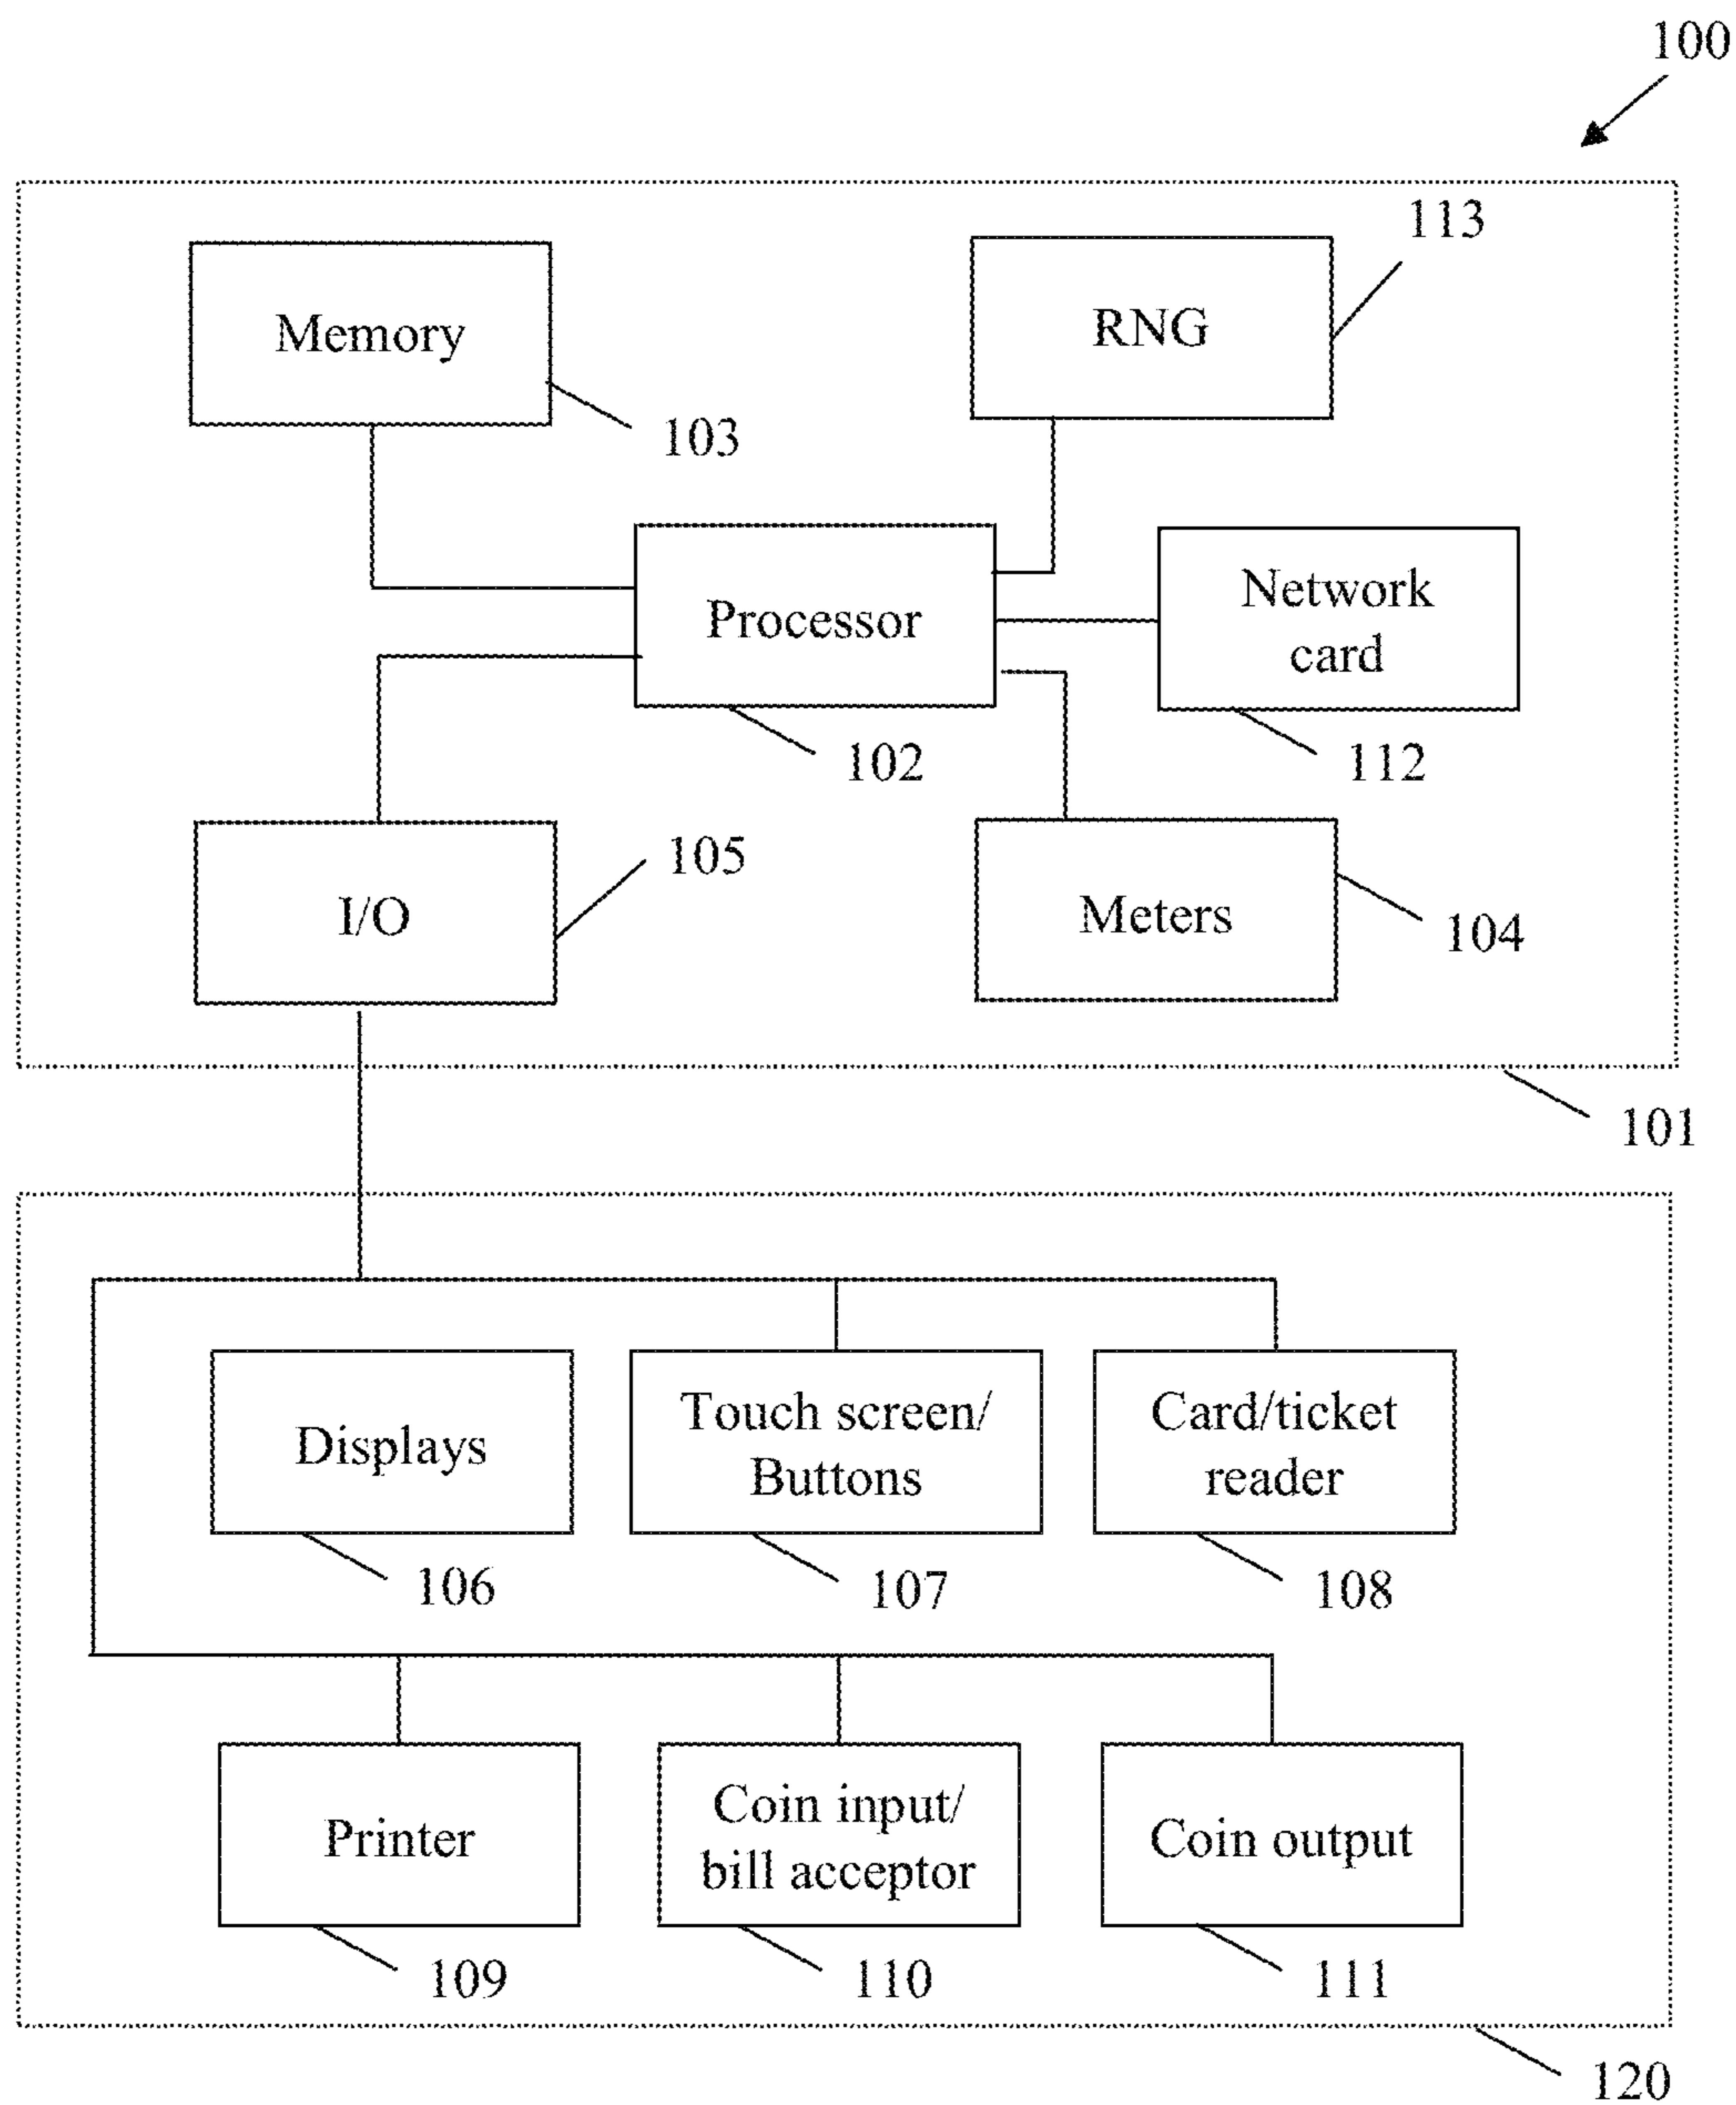 100
113
Memory
RNG
103
Network
card
Processor
102
112
105
I/O
Meters
104
101
Displays
Touch screen/
Buttons
Card/ticket
reader
106
107
108
Printer
Coin input/
bill acceptor
Coin output
109
110
111
120